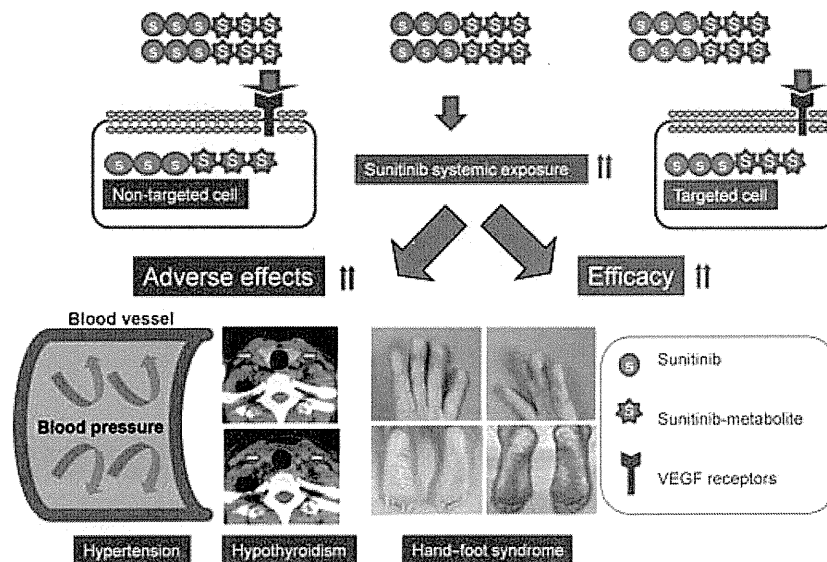 S S S S S S
S S S S S S
S S S S S S
S S S S S S
S S S S S S
S S S S S S
S S S S S S
Non-targeted cell
Sunitinib systemic exposure
S S S S S S
Targeted cell
Adverse effects
Efficacy
Blood vessel
Blood pressure
S Sunitinib
S Sunitinib-metabolite
VEGF receptors
Hypertension
Hypothyroidism
Hand–foot syndrome